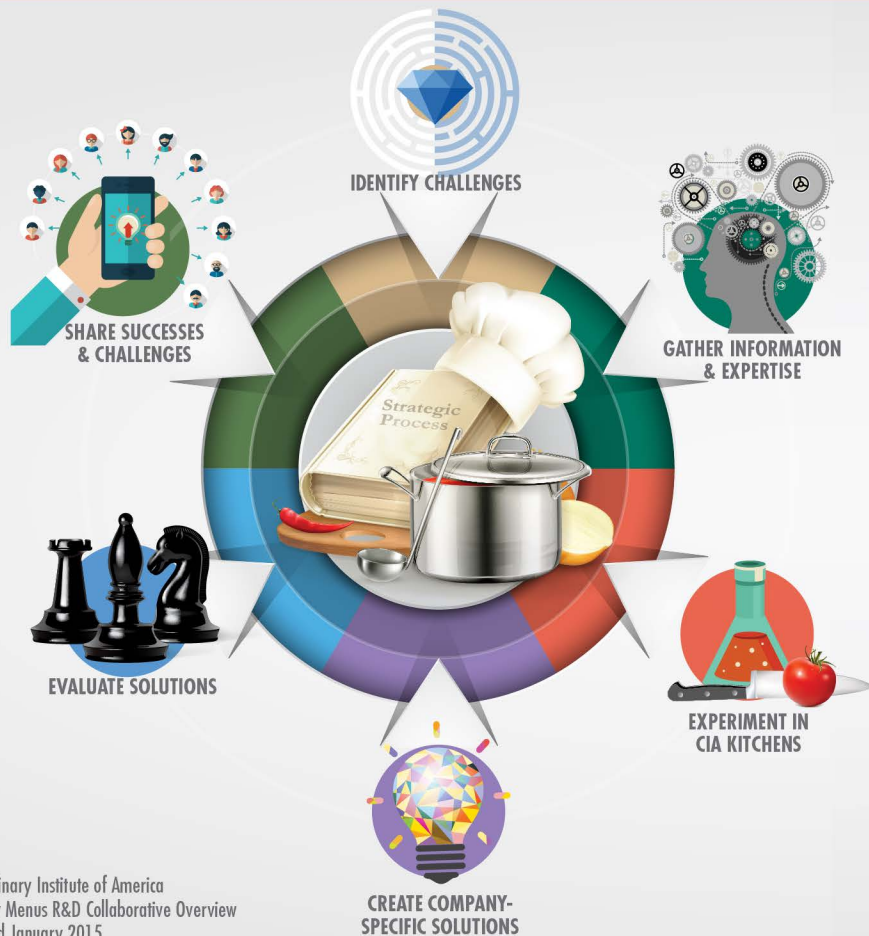 IDENTIFY CHALLENGES
GATHER INFORMATION
& EXPERTISE
EXPERIMENT IN
CIA KITCHENS
CREATE COMPANY-
SPECIFIC SOLUTIONS
EVALUATE SOLUTIONS
SHARE SUCCESSES
& CHALLENGES
Strategic
Process
Institute of America
Menus R&D Collaborative Overview
January 2015